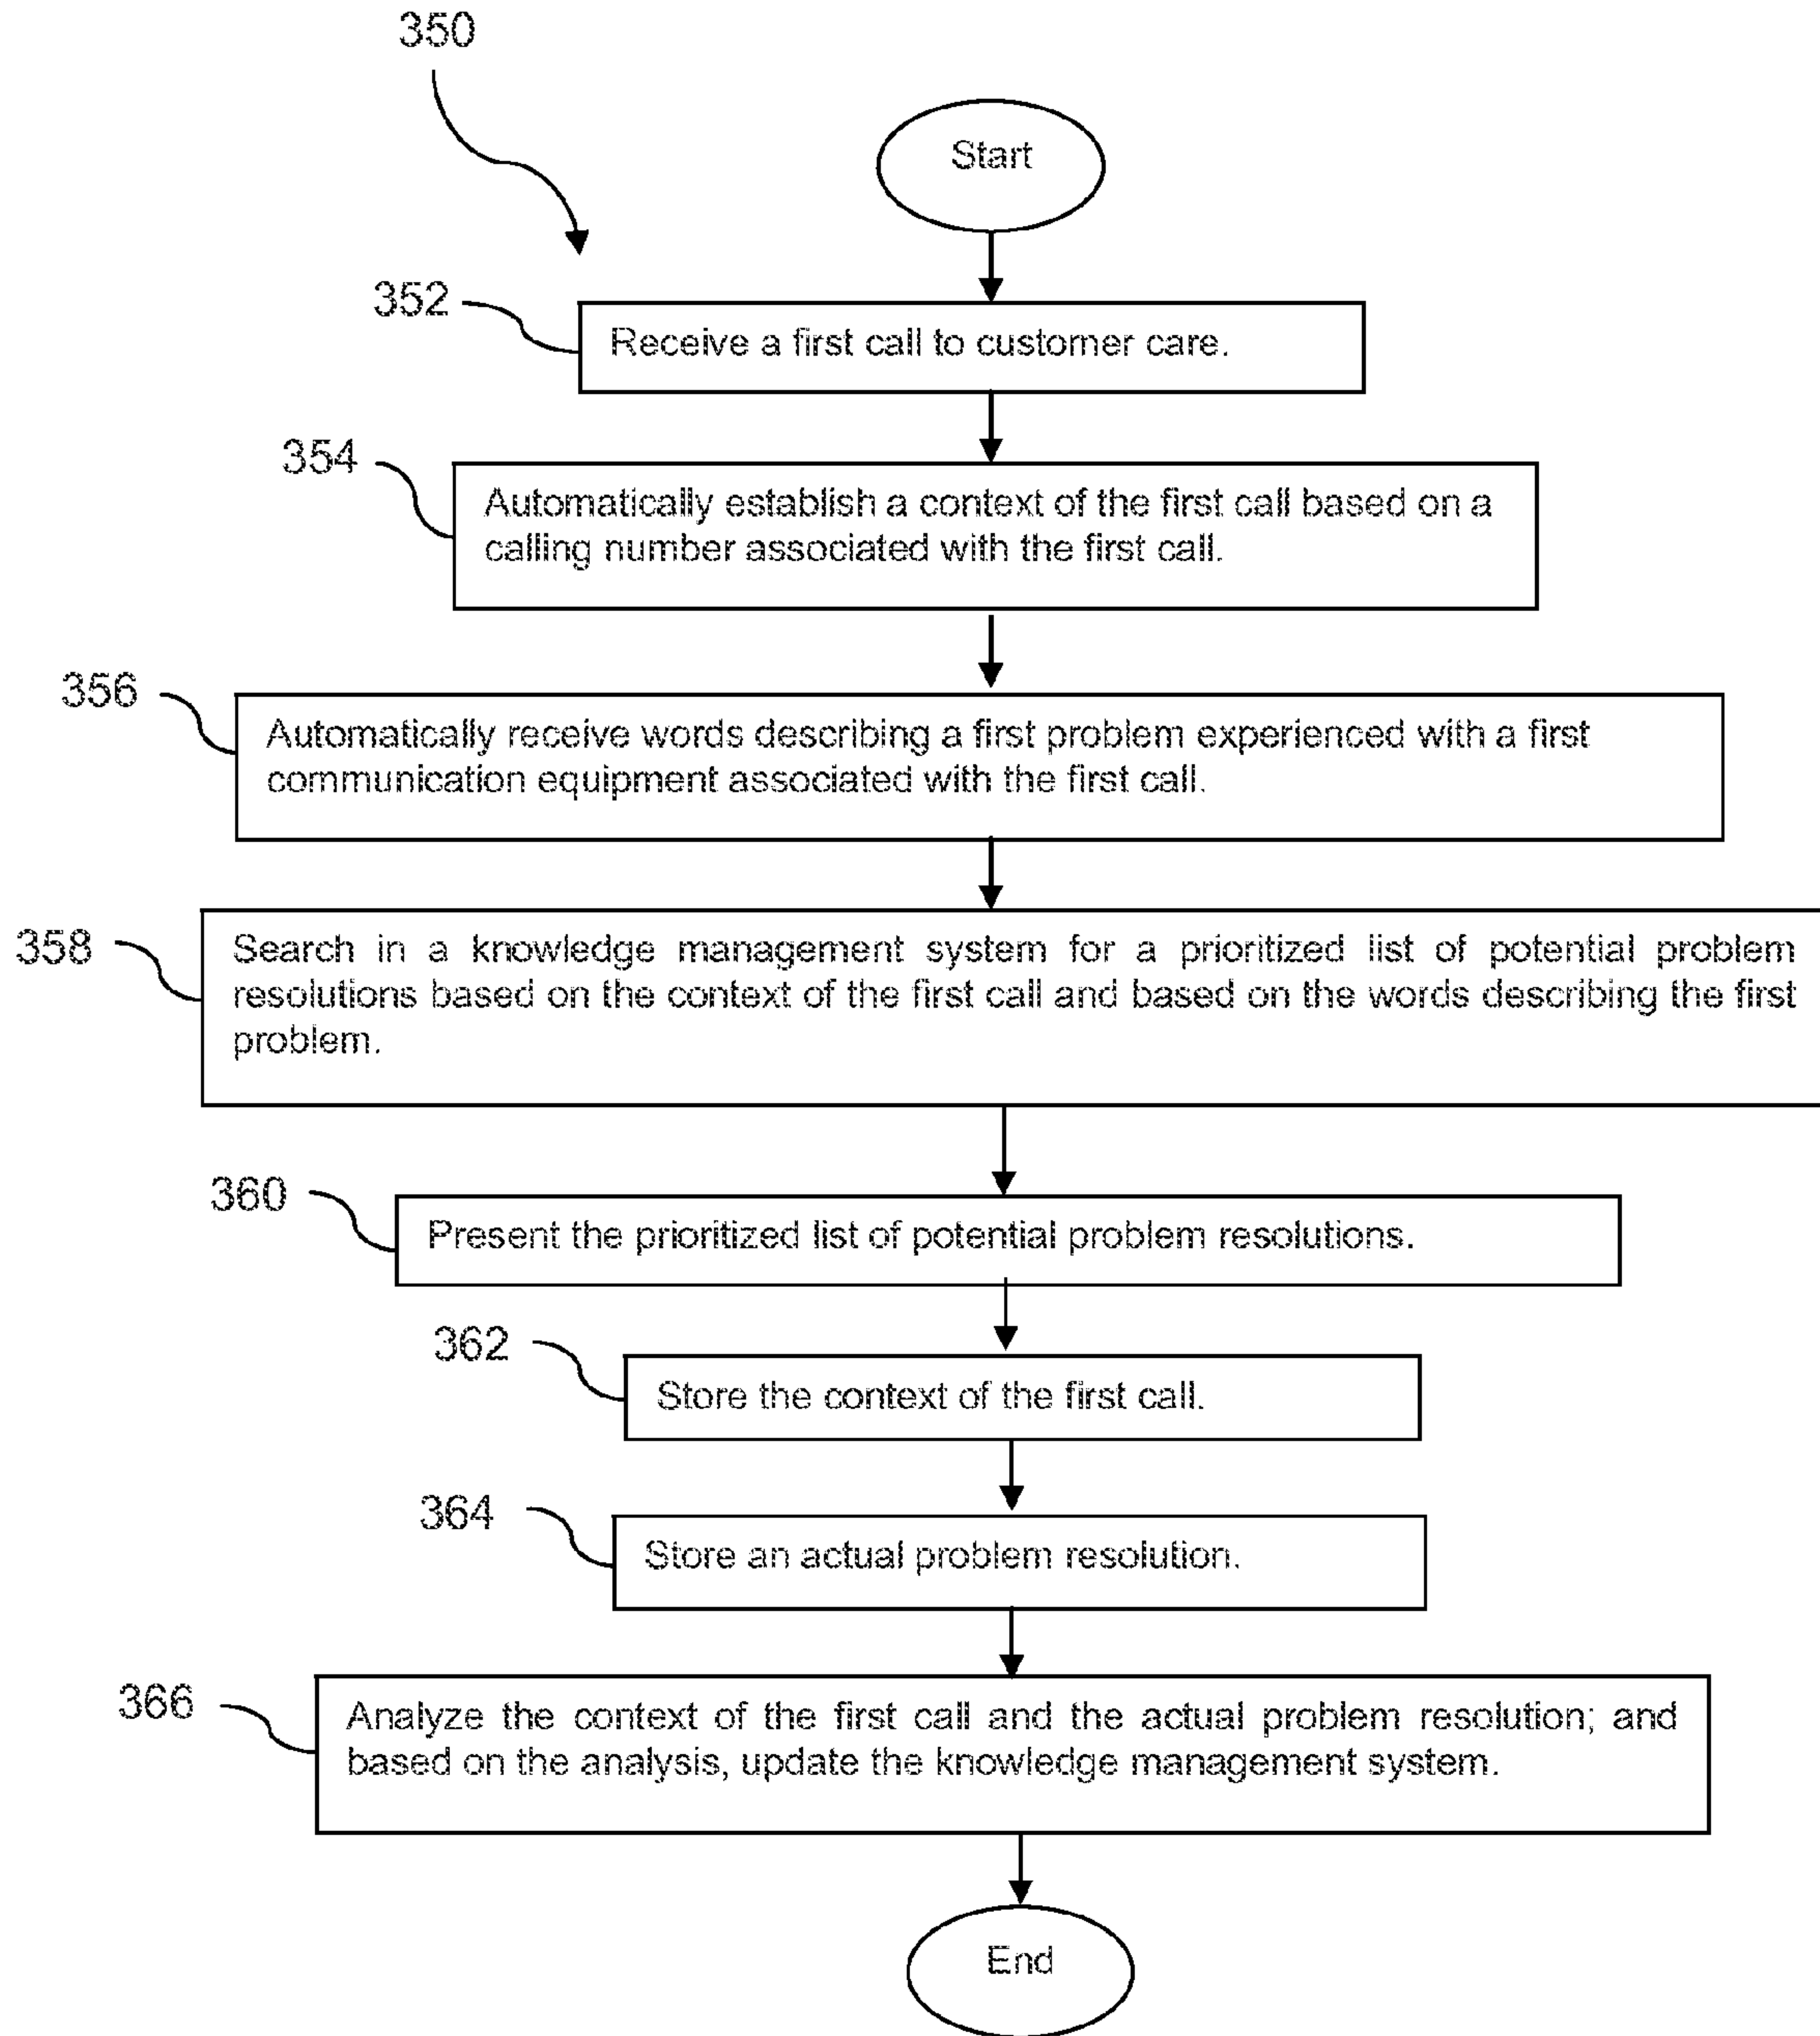 350
Start
352
Receive a first call to customer care.
354
Automatically establish a context of the first call based on a
calling number associated with the first call.
356
Automatically receive words describing a first problem experienced with a first
communication equipment associated with the first call.
358
Search in a knowledge management system for a prioritized list of potential problem
resolutions based on the context of the first call and based on the words describing the first
problem.
360
Present the prioritized list of potential problem resolutions.
362
Store the context of the first call.
364
Store an actual problem resolution.
366
Analyze the context of the first call and the actual problem resolution; and
based on the analysis, update the knowledge management system.
End